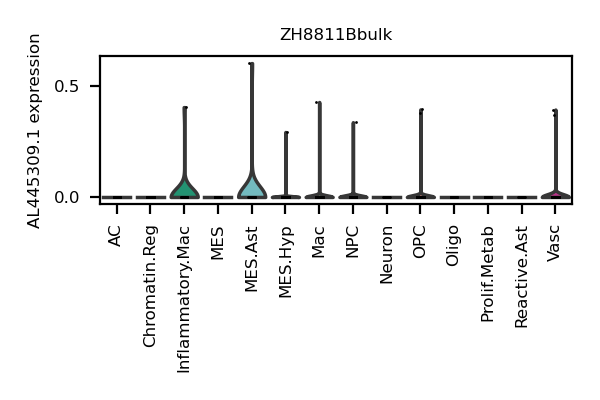 ZH8811Bbulk
AL445309.1 expression
0.5
0.0
AC
Chromatin.Reg
Inflammatory.Mac
MES
MES.Ast
MES.Hyp
Mac
NPC
Neuron
OPC
Oligo
Prolif.Metab
Reactive.Ast
Vasc